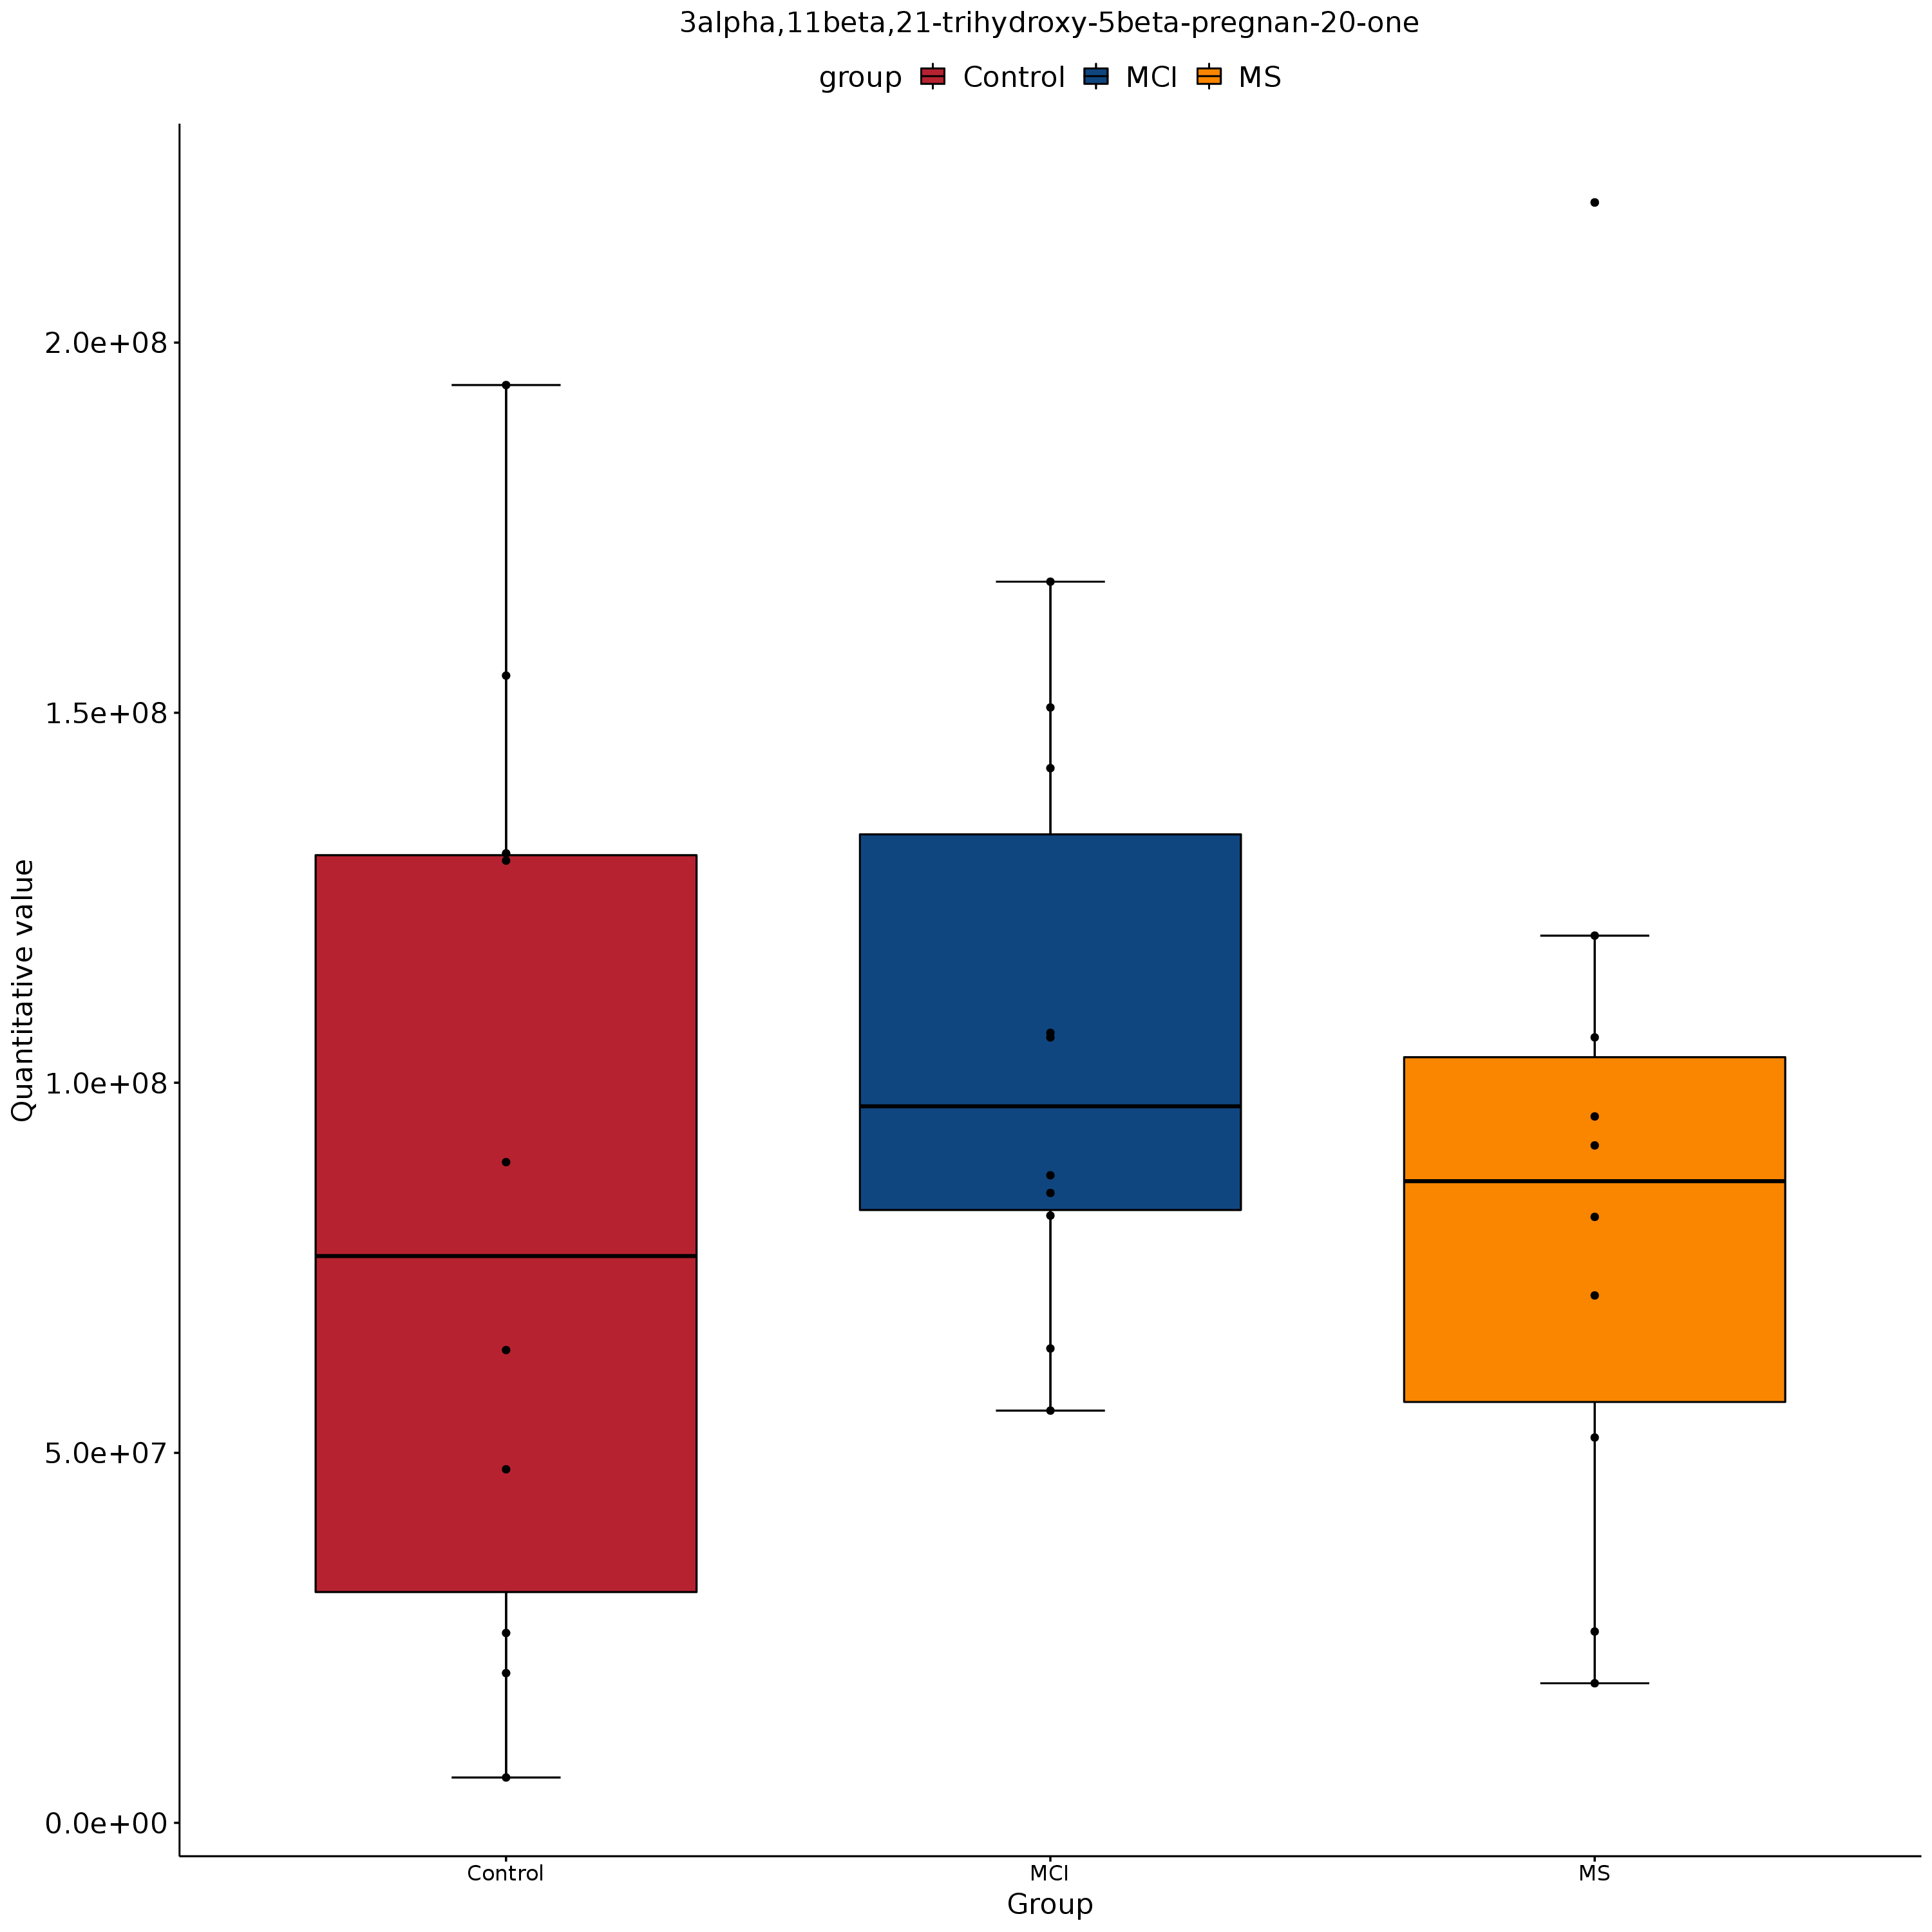 3alpha,11beta,21-trihydroxy-5beta-pregnan-20-one
group Control MCI MS
Quantitative value
2.0e+08
1.5e+08
1.0e+08
5.0e+07
0.0e+00
Control MCI MS
Group